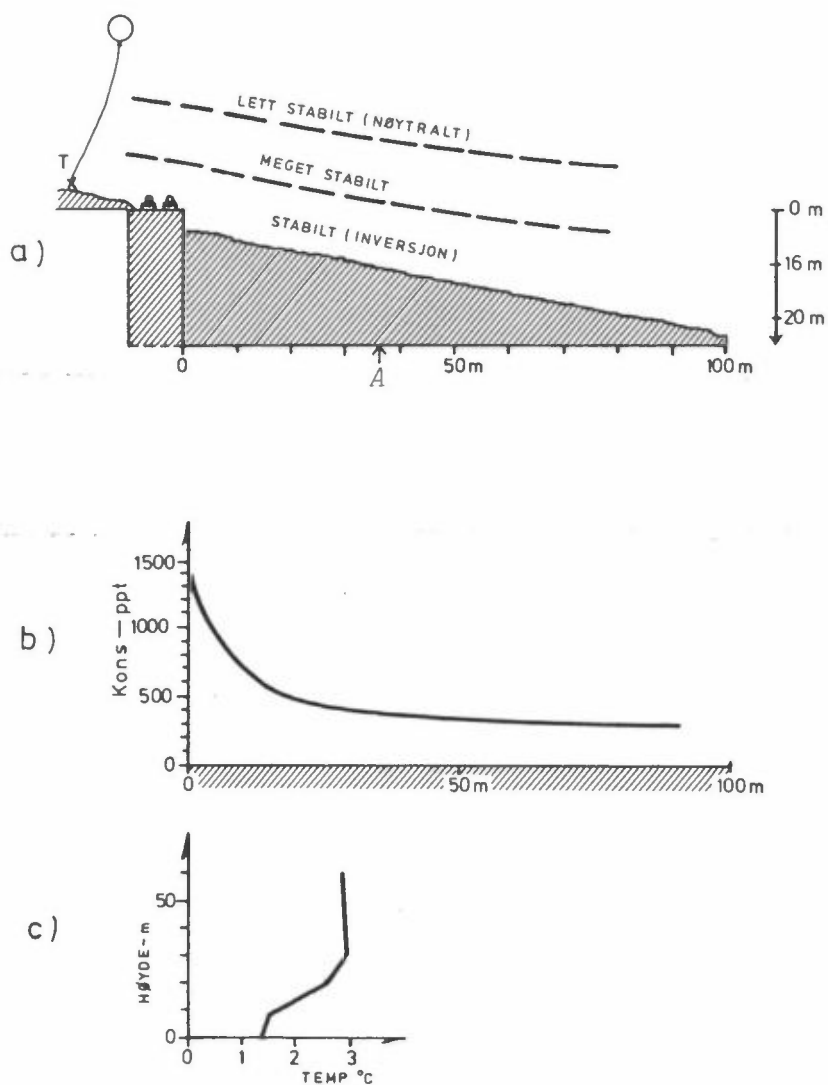 LETT STABILT (NØYTRALT)
T
MEGET STABILT
STABILT (INVERSJON)
0 m
16 m
20 m
a)
0
A
50m
100m
b)
Kons — ppt
1500
1000
500
0
0
50m
100m
c)
HØYDE-m
50
0
0
1
2
3
TEMP °C